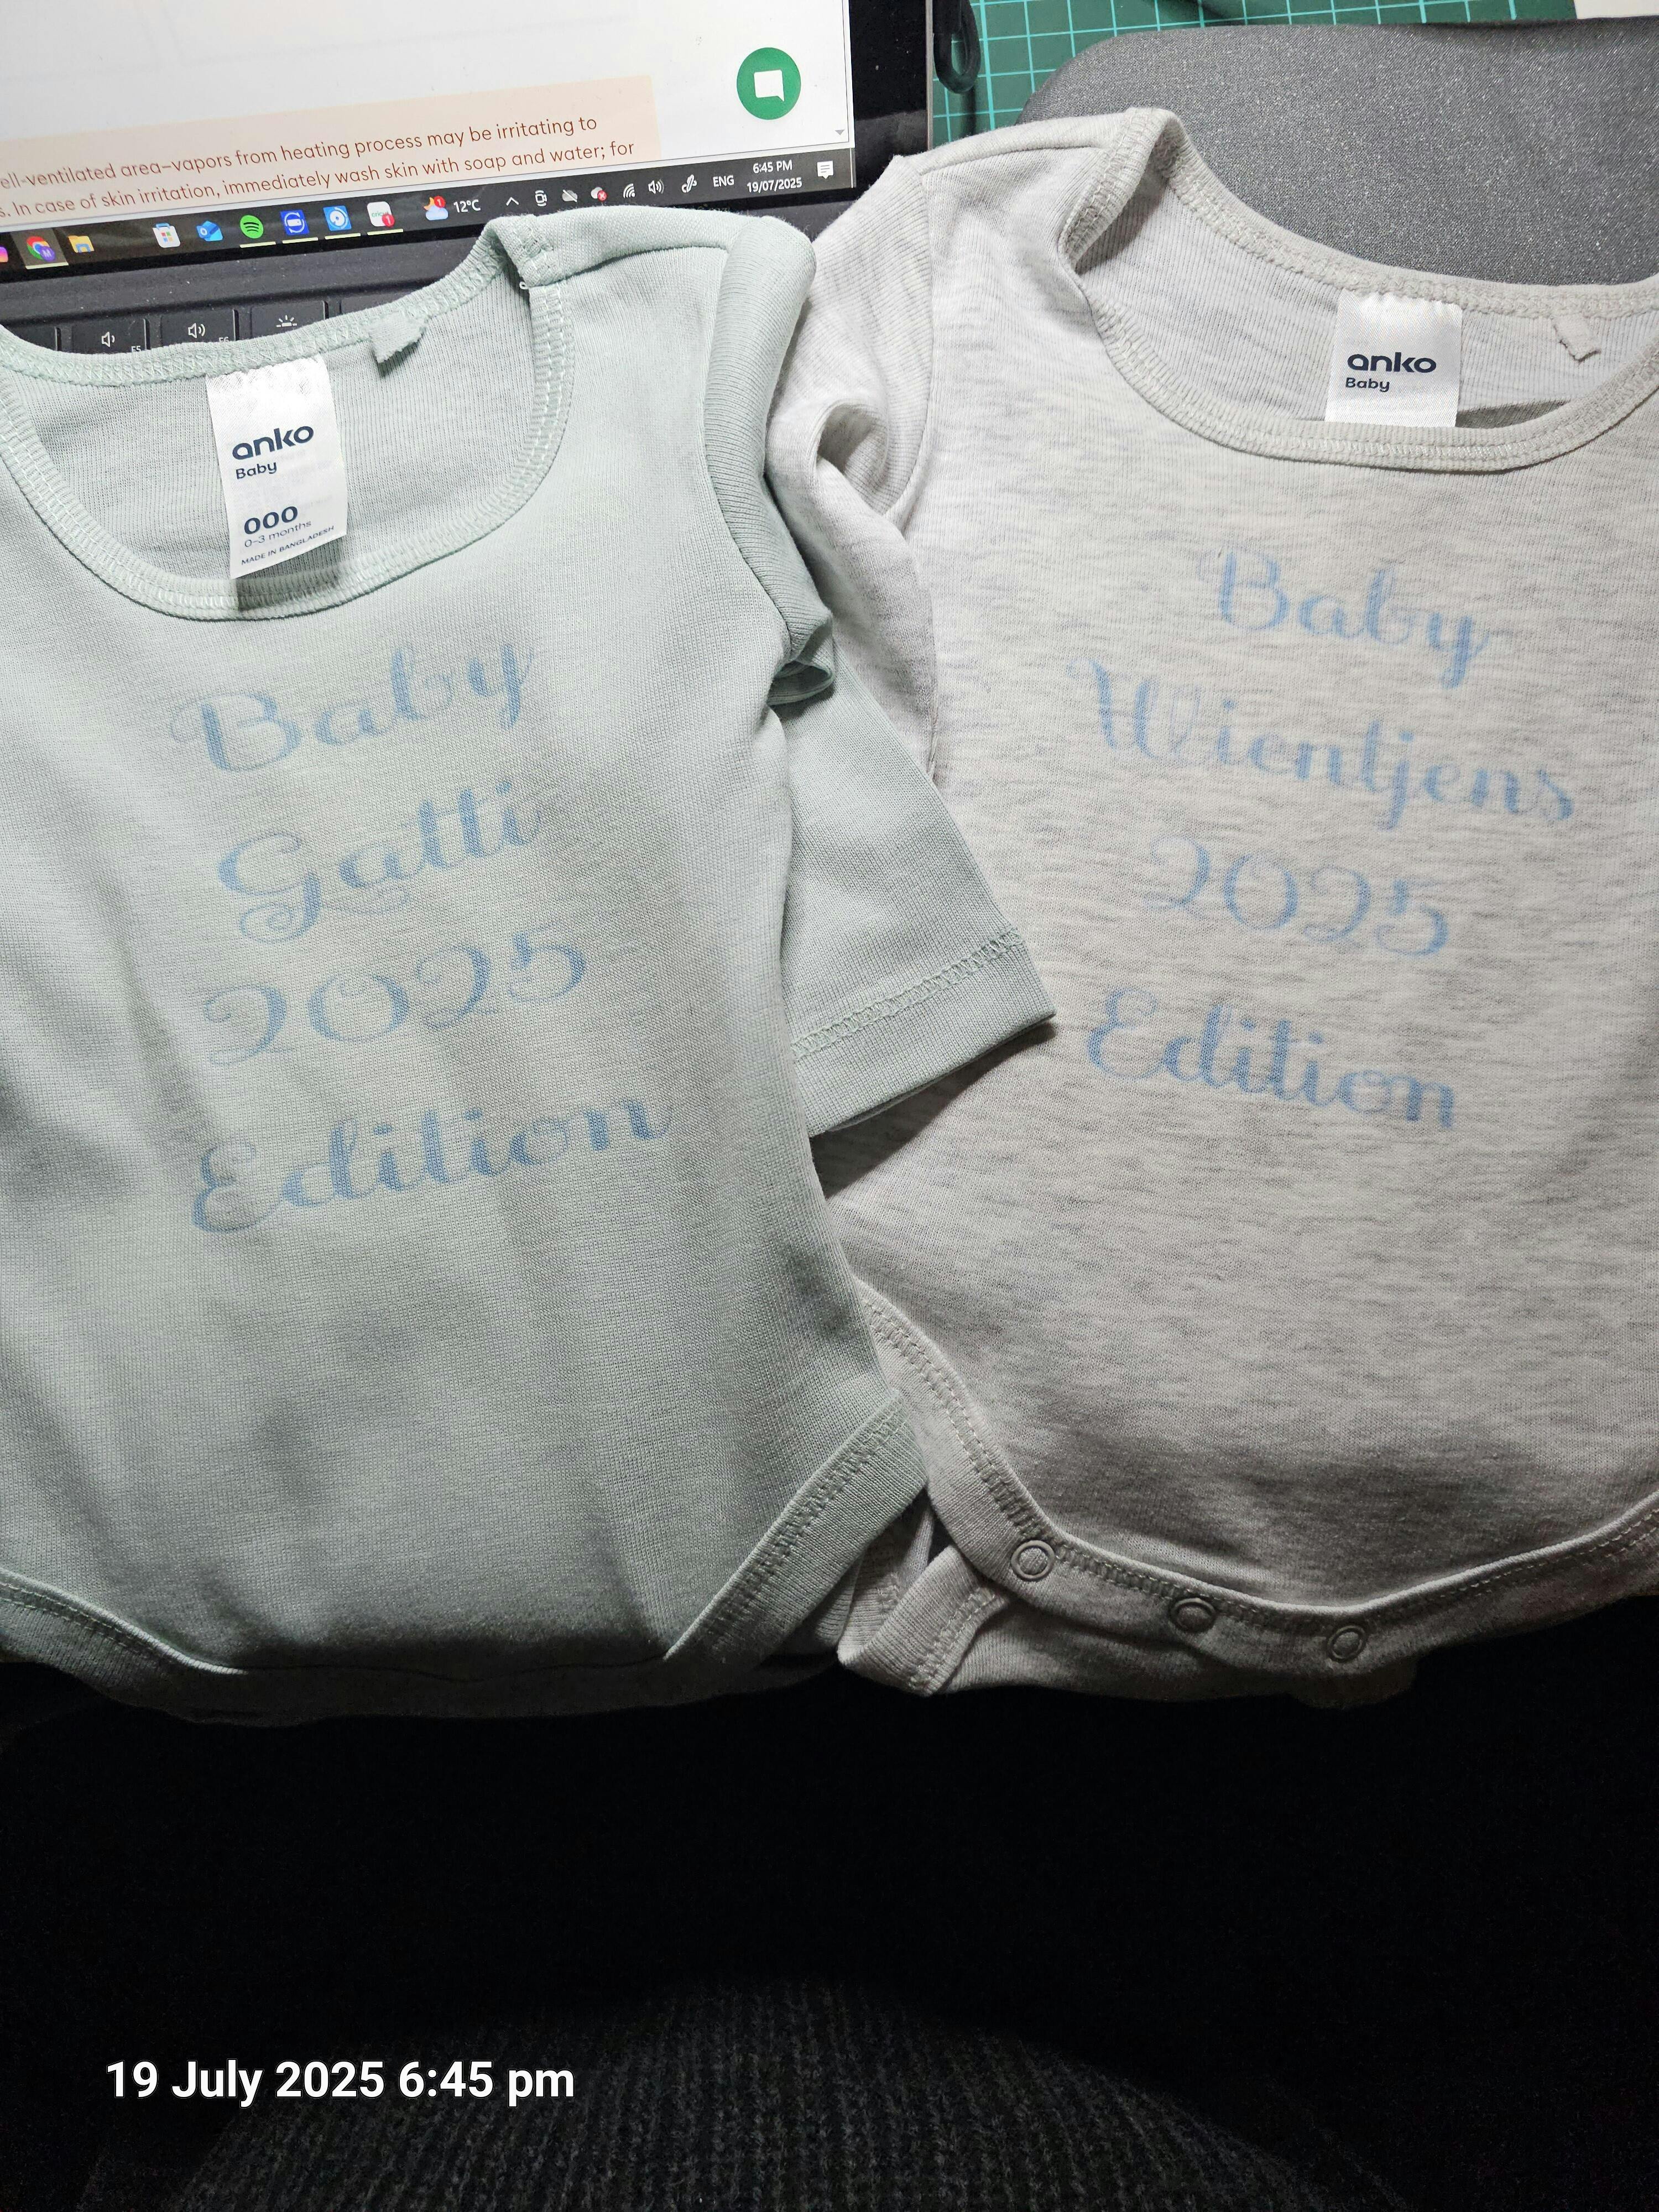 ell-ventilated area–vapors from heating process may be irritating to
s. In case of skin irritation, immediately wash skin with soap and water; for
12°C
ENG
6:45 PM
19/07/2025
F5
F6
anko
Baby
000
0-3 months
MADE IN BANGLADESH
Baby
Gatti
2025
Edition
anko
Baby
Baby
Wientjens
2025
Edition
19 July 2025 6:45 pm